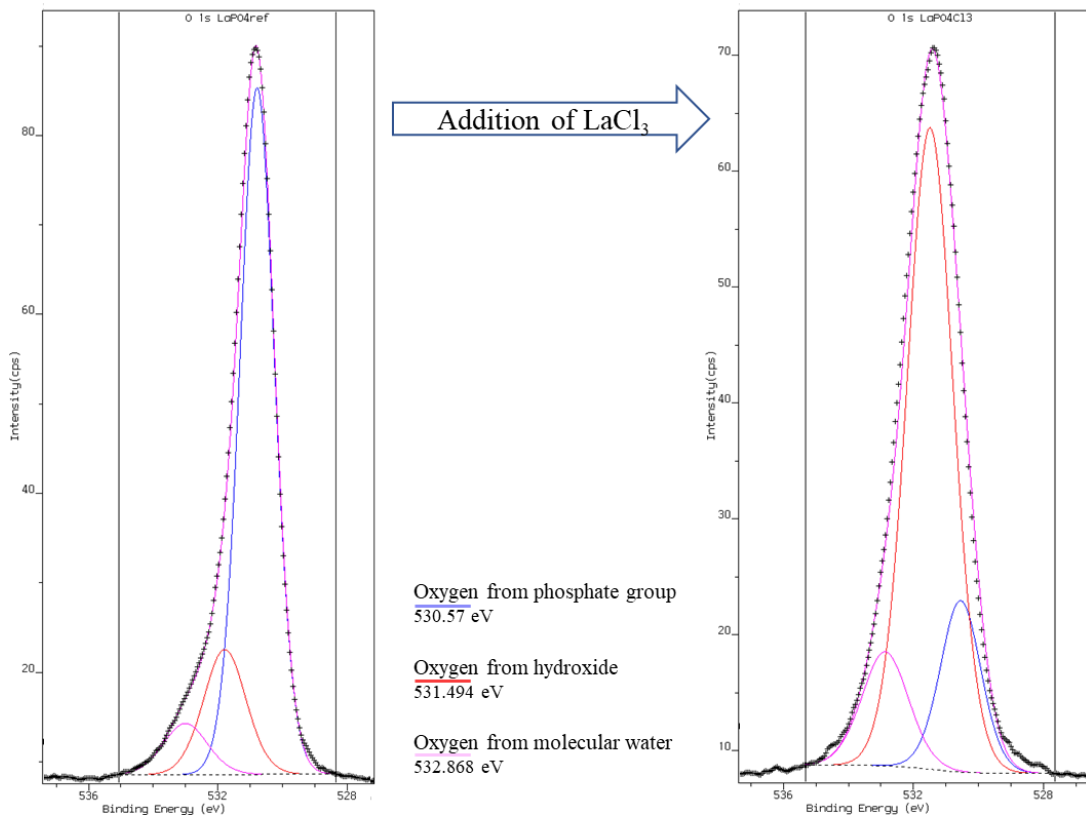 O 1s LaPO4ref
Intensity(cps)
80
60
40
20
536
532
528
Binding Energy (eV)
Addition of LaCl₃
Oxygen from phosphate group
530.57 eV
Oxygen from hydroxide
531.494 eV
Oxygen from molecular water
532.868 eV
O 1s LaPO4Cl3
Intensity(cps)
70
60
50
40
30
20
10
536
532
528
Binding Energy (eV)